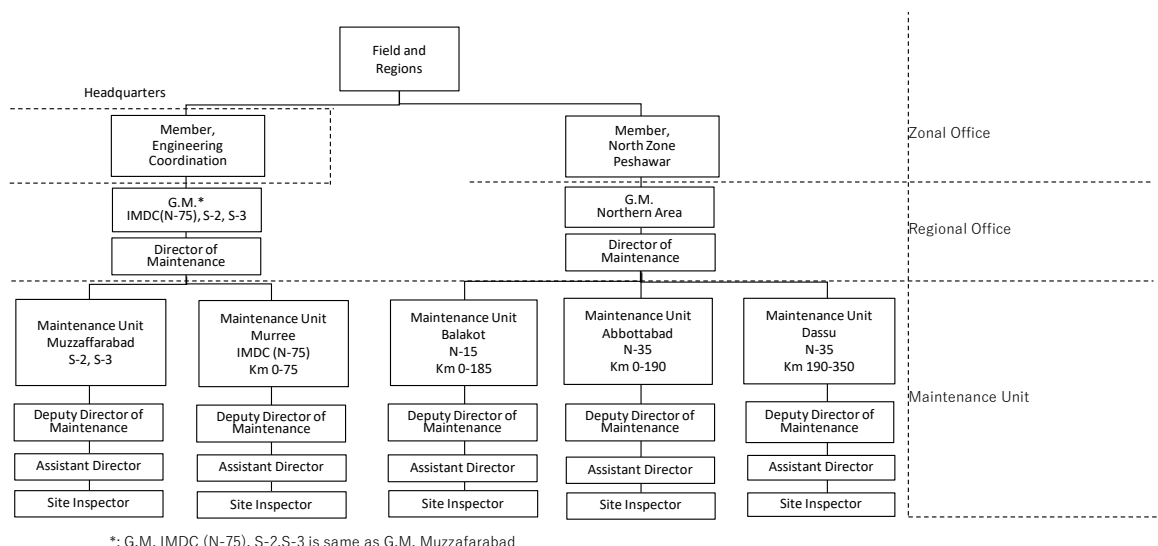 Field and
Regions
Headquarters
Member,
Engineering
Coordination
Member,
North Zone
Peshawar
Zonal Office
G.M.*
IMDC(N-75), S-2, S-3
G.M.
Northern Area
Regional Office
Director of
Maintenance
Director of
Maintenance
Maintenance Unit
Muzzaffarabad
S-2, S-3
Maintenance Unit
Murree
IMDC (N-75)
Km 0-75
Maintenance Unit
Balakot
N-15
Km 0-185
Maintenance Unit
Abbottabad
N-35
Km 0-190
Maintenance Unit
Dassu
N-35
Km 190-350
Maintenance Unit
Deputy Director of
Maintenance
Deputy Director of
Maintenance
Deputy Director of
Maintenance
Deputy Director of
Maintenance
Deputy Director of
Maintenance
Assistant Director
Assistant Director
Assistant Director
Assistant Director
Assistant Director
Site Inspector
Site Inspector
Site Inspector
Site Inspector
Site Inspector
*: G.M. IMDC (N-75), S-2,S-3 is same as G.M. Muzzafarabad